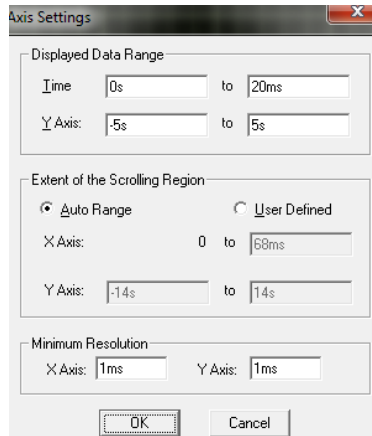 Axis Settings
Displayed Data Range
Time 0s to 20ms
Y Axis: -5s to 5s
Extent of the Scrolling Region
Auto Range User Defined
X Axis: 0 to 68ms
Y Axis: -14s to 14s
Minimum Resolution
X Axis: 1ms Y Axis: 1ms
OK Cancel